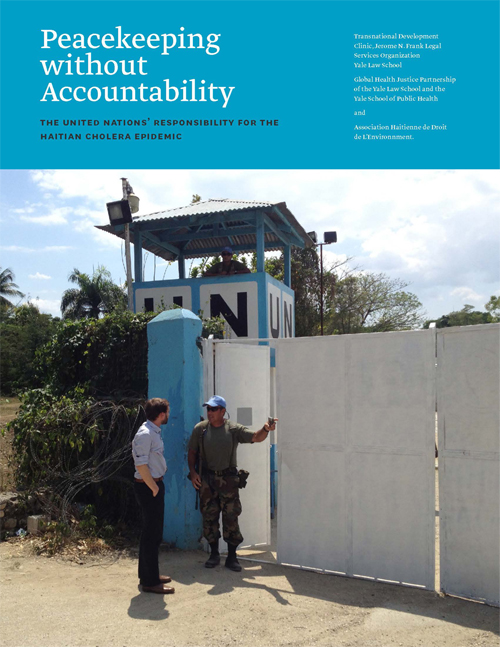 Peacekeeping
without
Accountability
THE UNITED NATIONS' RESPONSIBILITY FOR THE
HAITIAN CHOLERA EPIDEMIC
Transnational Development
Clinic, Jerome N. Frank Legal
Services Organization
Yale Law School
Global Health Justice Partnership
of the Yale Law School and the
Yale School of Public Health
and
Association Haitienne de Droit
de L'Environnment.
UN
UN